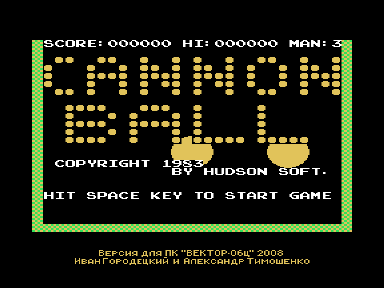 SCORE:000000 HI:000000 MAN:3
CANNON
BALL
COPYRIGHT 1983
BY HUDSON SOFT.
HIT SPACE KEY TO START GAME
Версия для ПК "ВЕКТОР-06ц" 2008
Иван Городецкий и Александр Тимошенко